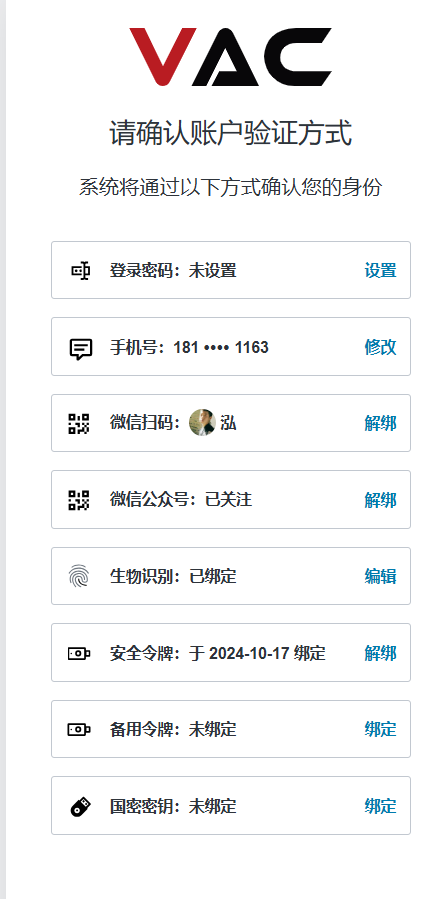 VAC
请确认账户验证方式
系统将通过以下方式确认您的身份
登录密码：未设置 设置
手机号：181 •••• 1163 修改
微信扫码： 泓 解绑
微信公众号：已关注 解绑
生物识别：已绑定 编辑
安全令牌：于 2024-10-17 绑定 解绑
备用令牌：未绑定 绑定
国密密钥：未绑定 绑定